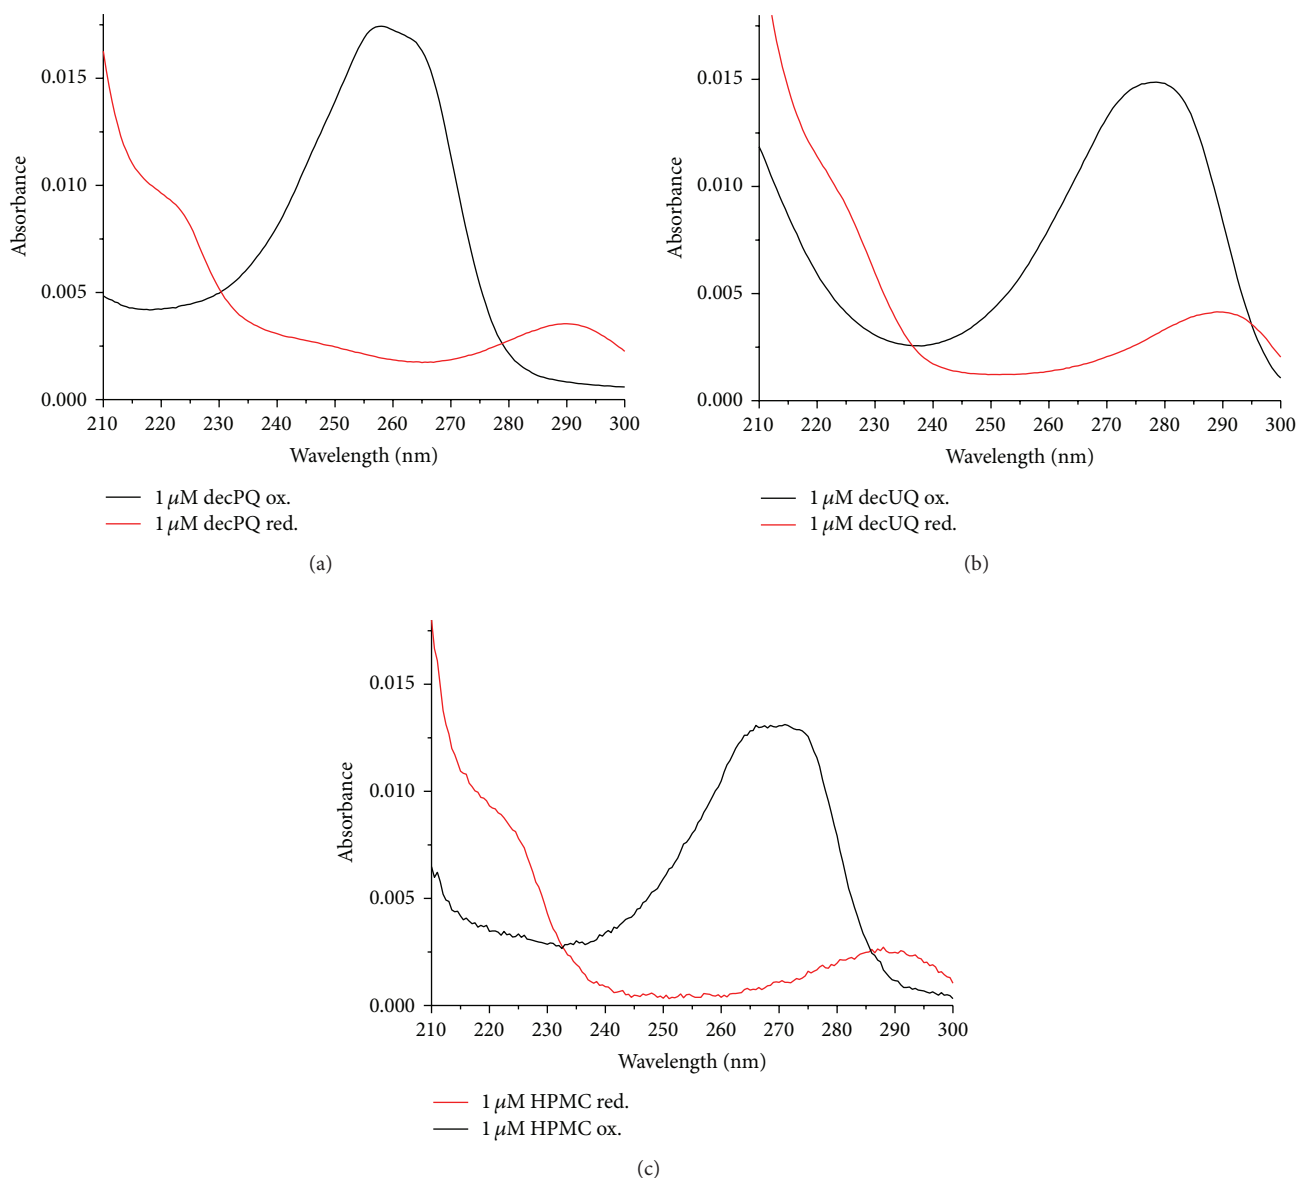 0.015
0.010
0.005
0.000
Absorbance
210 220 230 240 250 260 270 280 290 300
Wavelength (nm)
1 μM decPQ ox.
1 μM decPQ red.
(a)
0.015
0.010
0.005
0.000
Absorbance
210 220 230 240 250 260 270 280 290 300
Wavelength (nm)
1 μM decUQ ox.
1 μM decUQ red.
(b)
0.015
0.010
0.005
0.000
Absorbance
210 220 230 240 250 260 270 280 290 300
Wavelength (nm)
1 μM HPMC red.
1 μM HPMC ox.
(c)